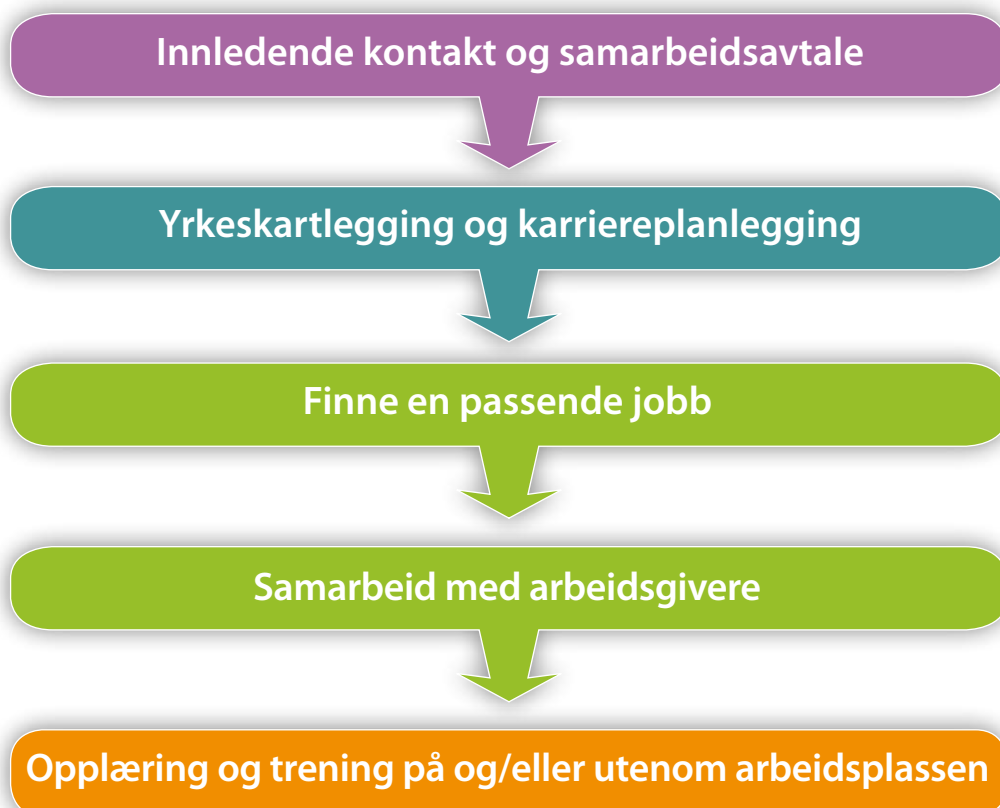 Innledende kontakt og samarbeidsavtale
Yrkeskartlegging og karriereplanlegging
Finne en passende jobb
Samarbeid med arbeidsgivere
Opplæring og trening på og/eller utenom arbeidsplassen